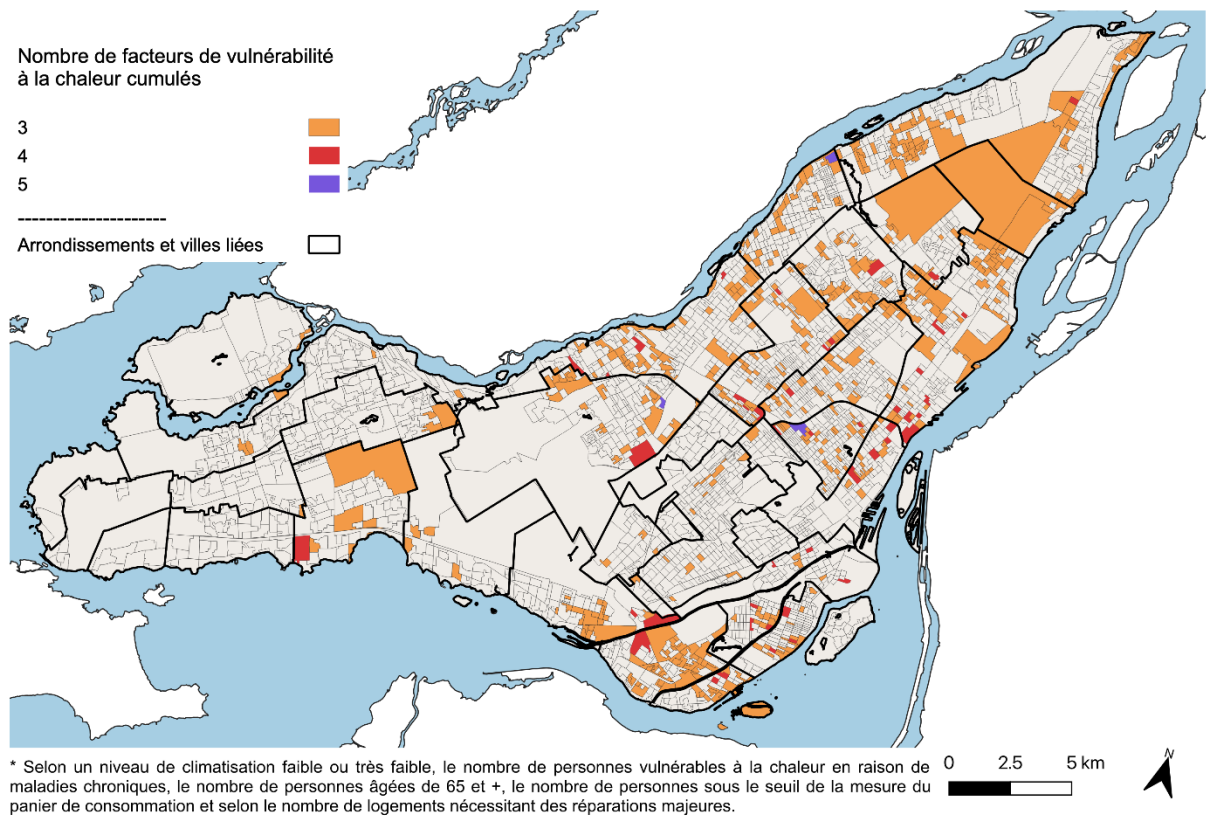 Nombre de facteurs de vulnérabilité
à la chaleur cumulés
3
4
5
----------------------
Arrondissements et villes liées
* Selon un niveau de climatisation faible ou très faible, le nombre de personnes vulnérables à la chaleur en raison de
maladies chroniques, le nombre de personnes âgées de 65 et +, le nombre de personnes sous le seuil de la mesure du
panier de consommation et selon le nombre de logements nécessitant des réparations majeures.
0 2.5 5 km
N